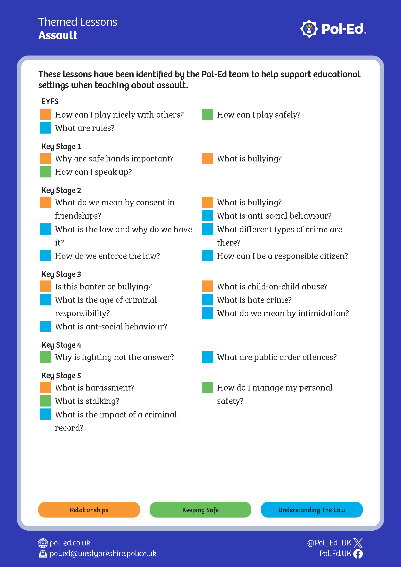 Themed Lessons
Assault
Pol-Ed.
These lessons have been identified by the Pol-Ed team to help support educational
settings when teaching about assault.
EYFS
How can I play nicely with others?
How can I play safely?
What are rules?
Key Stage 1
Why are safe hands important?
What is bullying?
How can I speak up?
Key Stage 2
What do we mean by consent in
friendships?
What is the law and why do we have
it?
How do we enforce the law?
What is bullying?
What is anti-social behaviour?
What different types of crime are
there?
How can I be a responsible citizen?
Key Stage 3
Is this banter or bullying?
What is the age of criminal
responsibility?
What is ant-social behaviour?
What is child-on-child abuse?
What is hate crime?
What do we mean by intimidation?
Key Stage 4
Why is fighting not the answer?
What are public order offences?
Key Stage 5
What is harassment?
What is stalking?
What is the impact of a criminal
record?
How do I manage my personal
safety?
Relationships
Keeping Safe
Understanding The Law
pol-ed.co.uk
pol.ed@westyorkshire.police.uk
@Pol_Ed_UK
Pol.Ed.UK